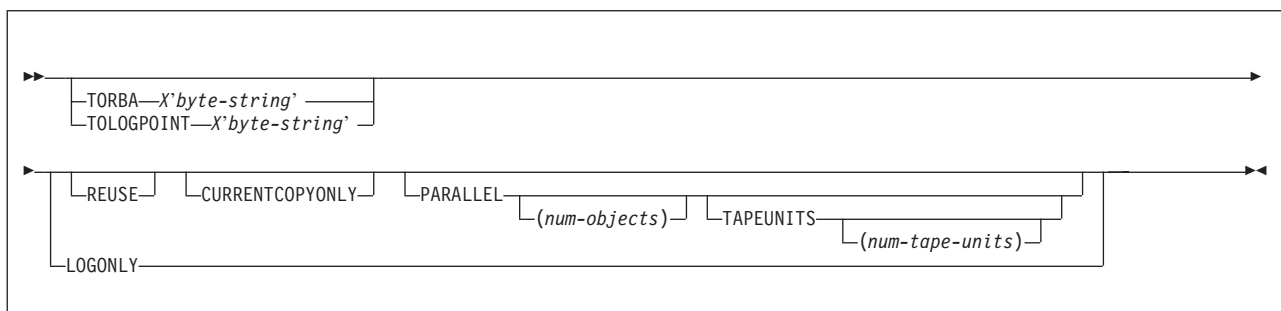 TORBA X'byte-string'
TOLOGPOINT X'byte-string'
REUSE CURRENTCOPYONLY PARALLEL
(num-objects) TAPEUNITS
(num-tape-units)
LOGONLY